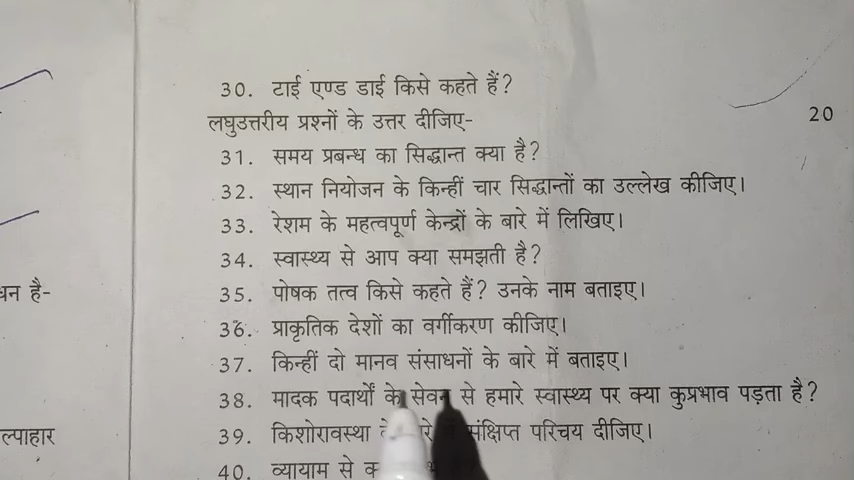 30. टाई एण्ड डाई किसे कहते हैं?
लघुउत्तरीय प्रश्नों के उत्तर दीजिए- 20
31. समय प्रबन्ध का सिद्धान्त क्या है?
32. स्थान नियोजन के किन्हीं चार सिद्धान्तों का उल्लेख कीजिए।
33. रेशम के महत्वपूर्ण केन्द्रों के बारे में लिखिए।
34. स्वास्थ्य से आप क्या समझती है?
35. पोषक तत्व किसे कहते हैं? उनके नाम बताइए।
है-
36. प्राकृतिक देशों का वर्गीकरण कीजिए।
37. किन्हीं दो मानव संसाधनों के बारे में बताइए।
38. मादक पदार्थों के सेवन से हमारे स्वास्थ्य पर क्या कुप्रभाव पड़ता है?
39. किशोरावस्था संक्षिप्त परिचय दीजिए।
40. व्यायाम से